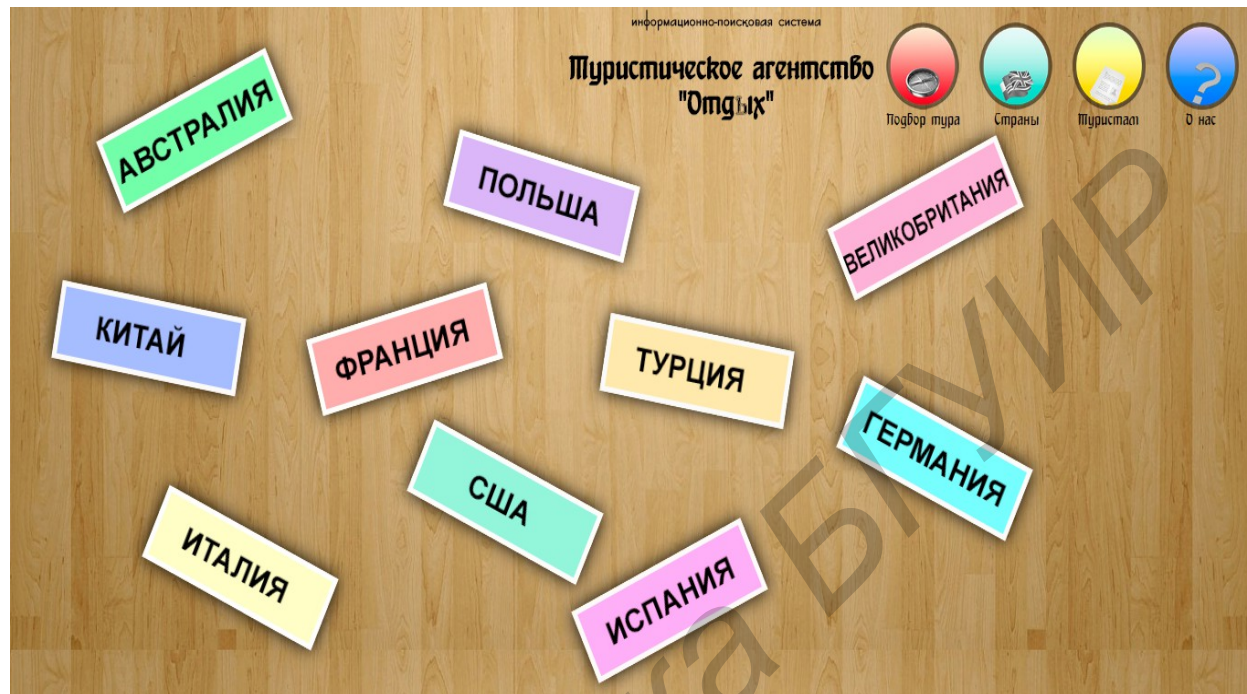 информационно-поисковая система
Туристическое агентство
"Отдых"
Подбор тура
Страны
Туристам
О нас
АВСТРАЛИЯ
ПОЛЬША
ВЕЛИКОБРИТАНИЯ
КИТАЙ
ФРАНЦИЯ
ТУРЦИЯ
ГЕРМАНИЯ
США
ИТАЛИЯ
ИСПАНИЯ
БГУИР